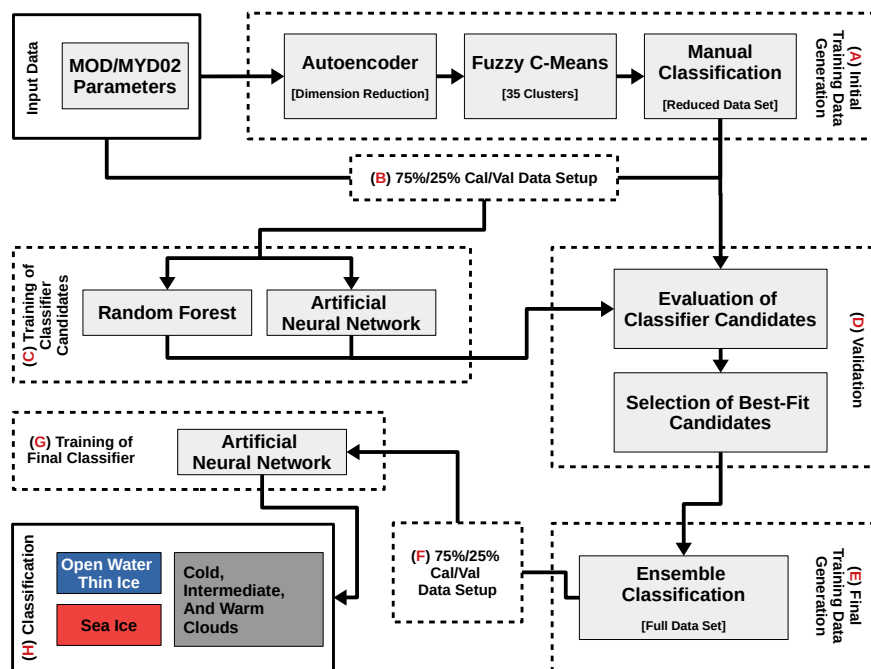 Input Data
MOD/MYD02
Parameters
Autoencoder
[Dimension Reduction]
Fuzzy C-Means
[35 Clusters]
Manual
Classification
[Reduced Data Set]
(A) Initial
Training Data
Generation
(B) 75%/25% Cal/Val Data Setup
(C) Training of
Classifier
Candidates
Random Forest
Artificial
Neural Network
Evaluation of
Classifier Candidates
Selection of Best-Fit
Candidates
(D) Validation
(G) Training of
Final Classifier
Artificial
Neural Network
(F) 75%/25%
Cal/Val
Data Setup
Ensemble
Classification
[Full Data Set]
(E) Final
Training Data
Generation
(H) Classification
Open Water
Thin Ice
Sea Ice
Cold,
Intermediate,
And Warm
Clouds